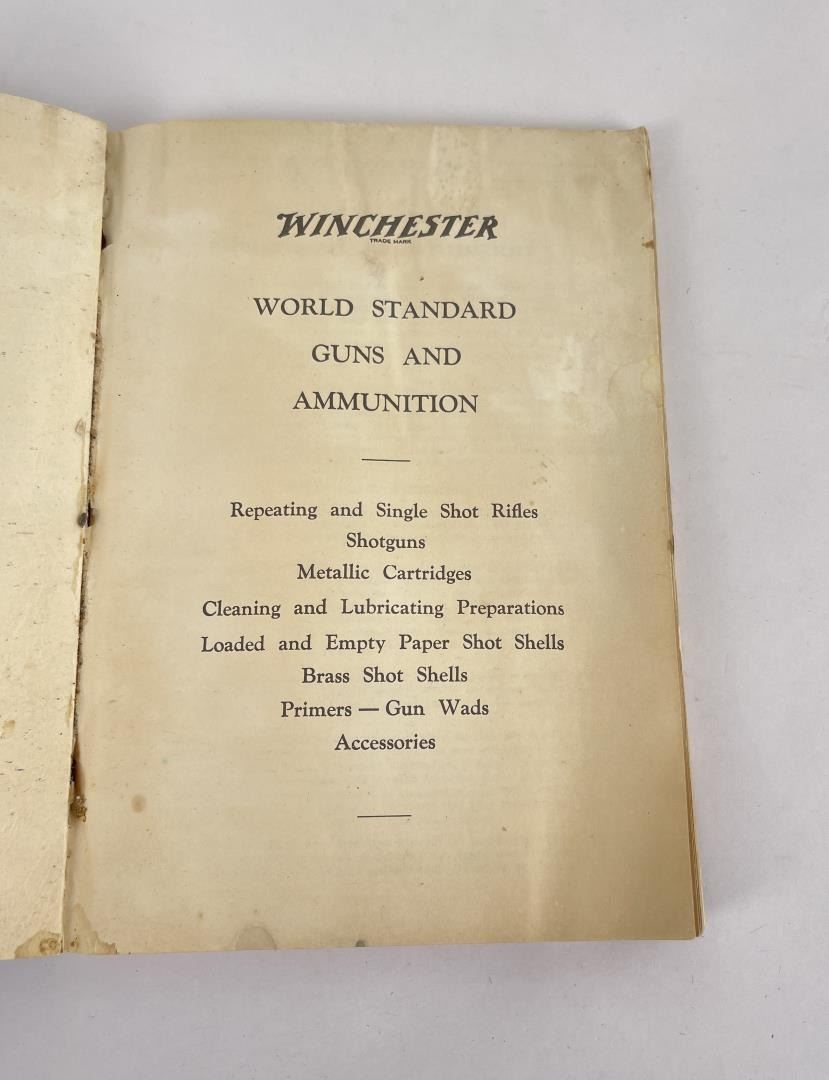 WINCHESTER
TRADE MARK
WORLD STANDARD
GUNS AND
AMMUNITION
Repeating and Single Shot Rifles
Shotguns
Metallic Cartridges
Cleaning and Lubricating Preparations
Loaded and Empty Paper Shot Shells
Brass Shot Shells
Primers — Gun Wads
Accessories